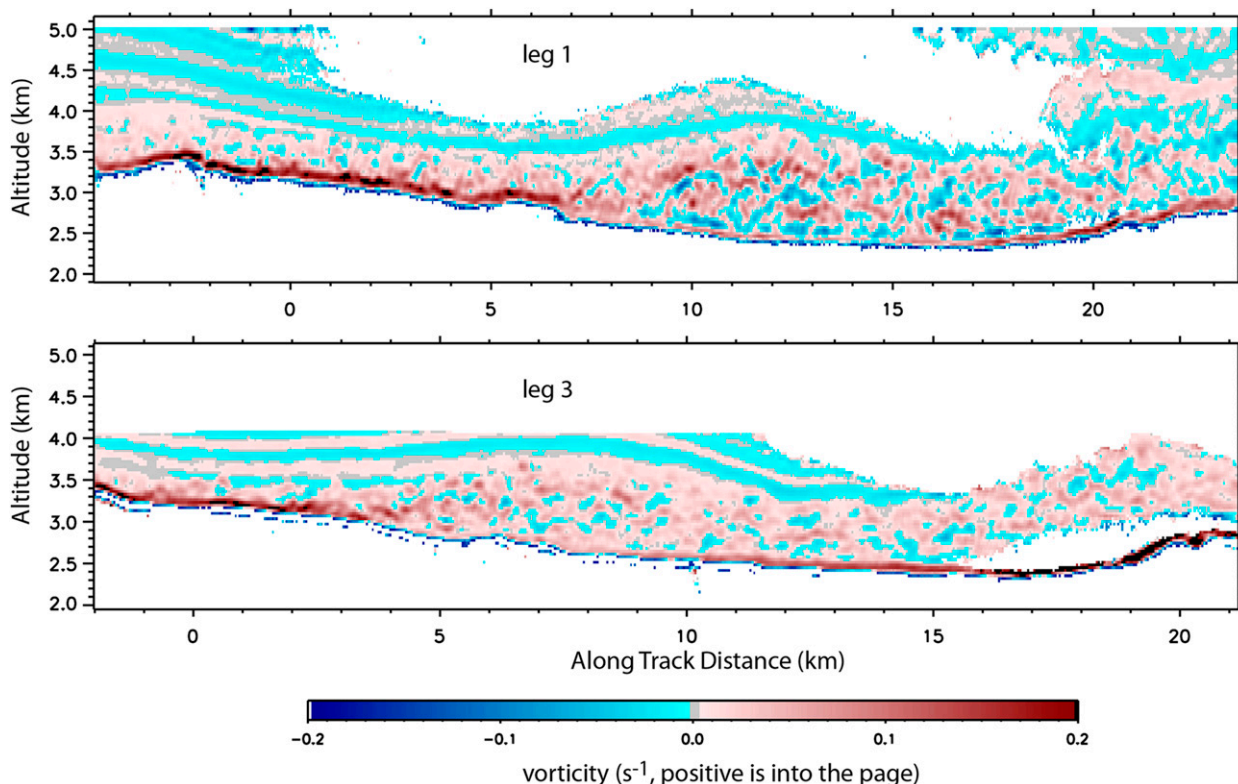 5.0
4.5
4.0
3.5
3.0
2.5
2.0
Altitude (km)
leg 1
0 5 10 15 20
5.0
4.5
4.0
3.5
3.0
2.5
2.0
Altitude (km)
leg 3
0 5 10 15 20
Along Track Distance (km)
-0.2 -0.1 0.0 0.1 0.2
vorticity (s-1, positive is into the page)